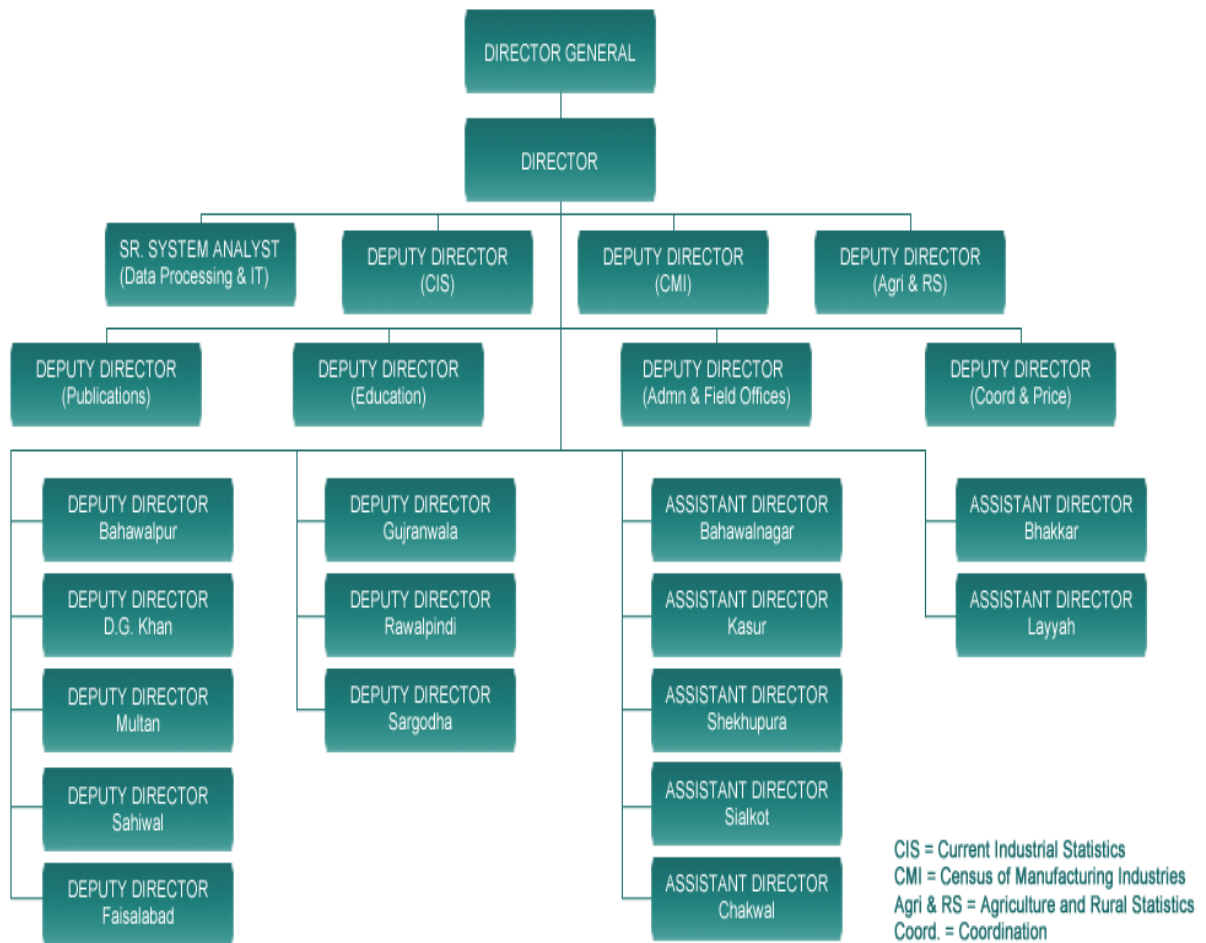 DIRECTOR GENERAL
DIRECTOR
SR. SYSTEM ANALYST
(Data Processing & IT)
DEPUTY DIRECTOR
(CIS)
DEPUTY DIRECTOR
(CMI)
DEPUTY DIRECTOR
(Agri & RS)
DEPUTY DIRECTOR
(Publications)
DEPUTY DIRECTOR
(Education)
DEPUTY DIRECTOR
(Admn & Field Offices)
DEPUTY DIRECTOR
(Coord & Price)
DEPUTY DIRECTOR
Bahawalpur
DEPUTY DIRECTOR
D.G. Khan
DEPUTY DIRECTOR
Multan
DEPUTY DIRECTOR
Sahiwal
DEPUTY DIRECTOR
Faisalabad
DEPUTY DIRECTOR
Gujranwala
DEPUTY DIRECTOR
Rawalpindi
DEPUTY DIRECTOR
Sargodha
ASSISTANT DIRECTOR
Bahawalnagar
ASSISTANT DIRECTOR
Kasur
ASSISTANT DIRECTOR
Shekhupura
ASSISTANT DIRECTOR
Sialkot
ASSISTANT DIRECTOR
Chakwal
ASSISTANT DIRECTOR
Bhakkar
ASSISTANT DIRECTOR
Layyah
CIS = Current Industrial Statistics
CMI = Census of Manufacturing Industries
Agri & RS = Agriculture and Rural Statistics
Coord. = Coordination